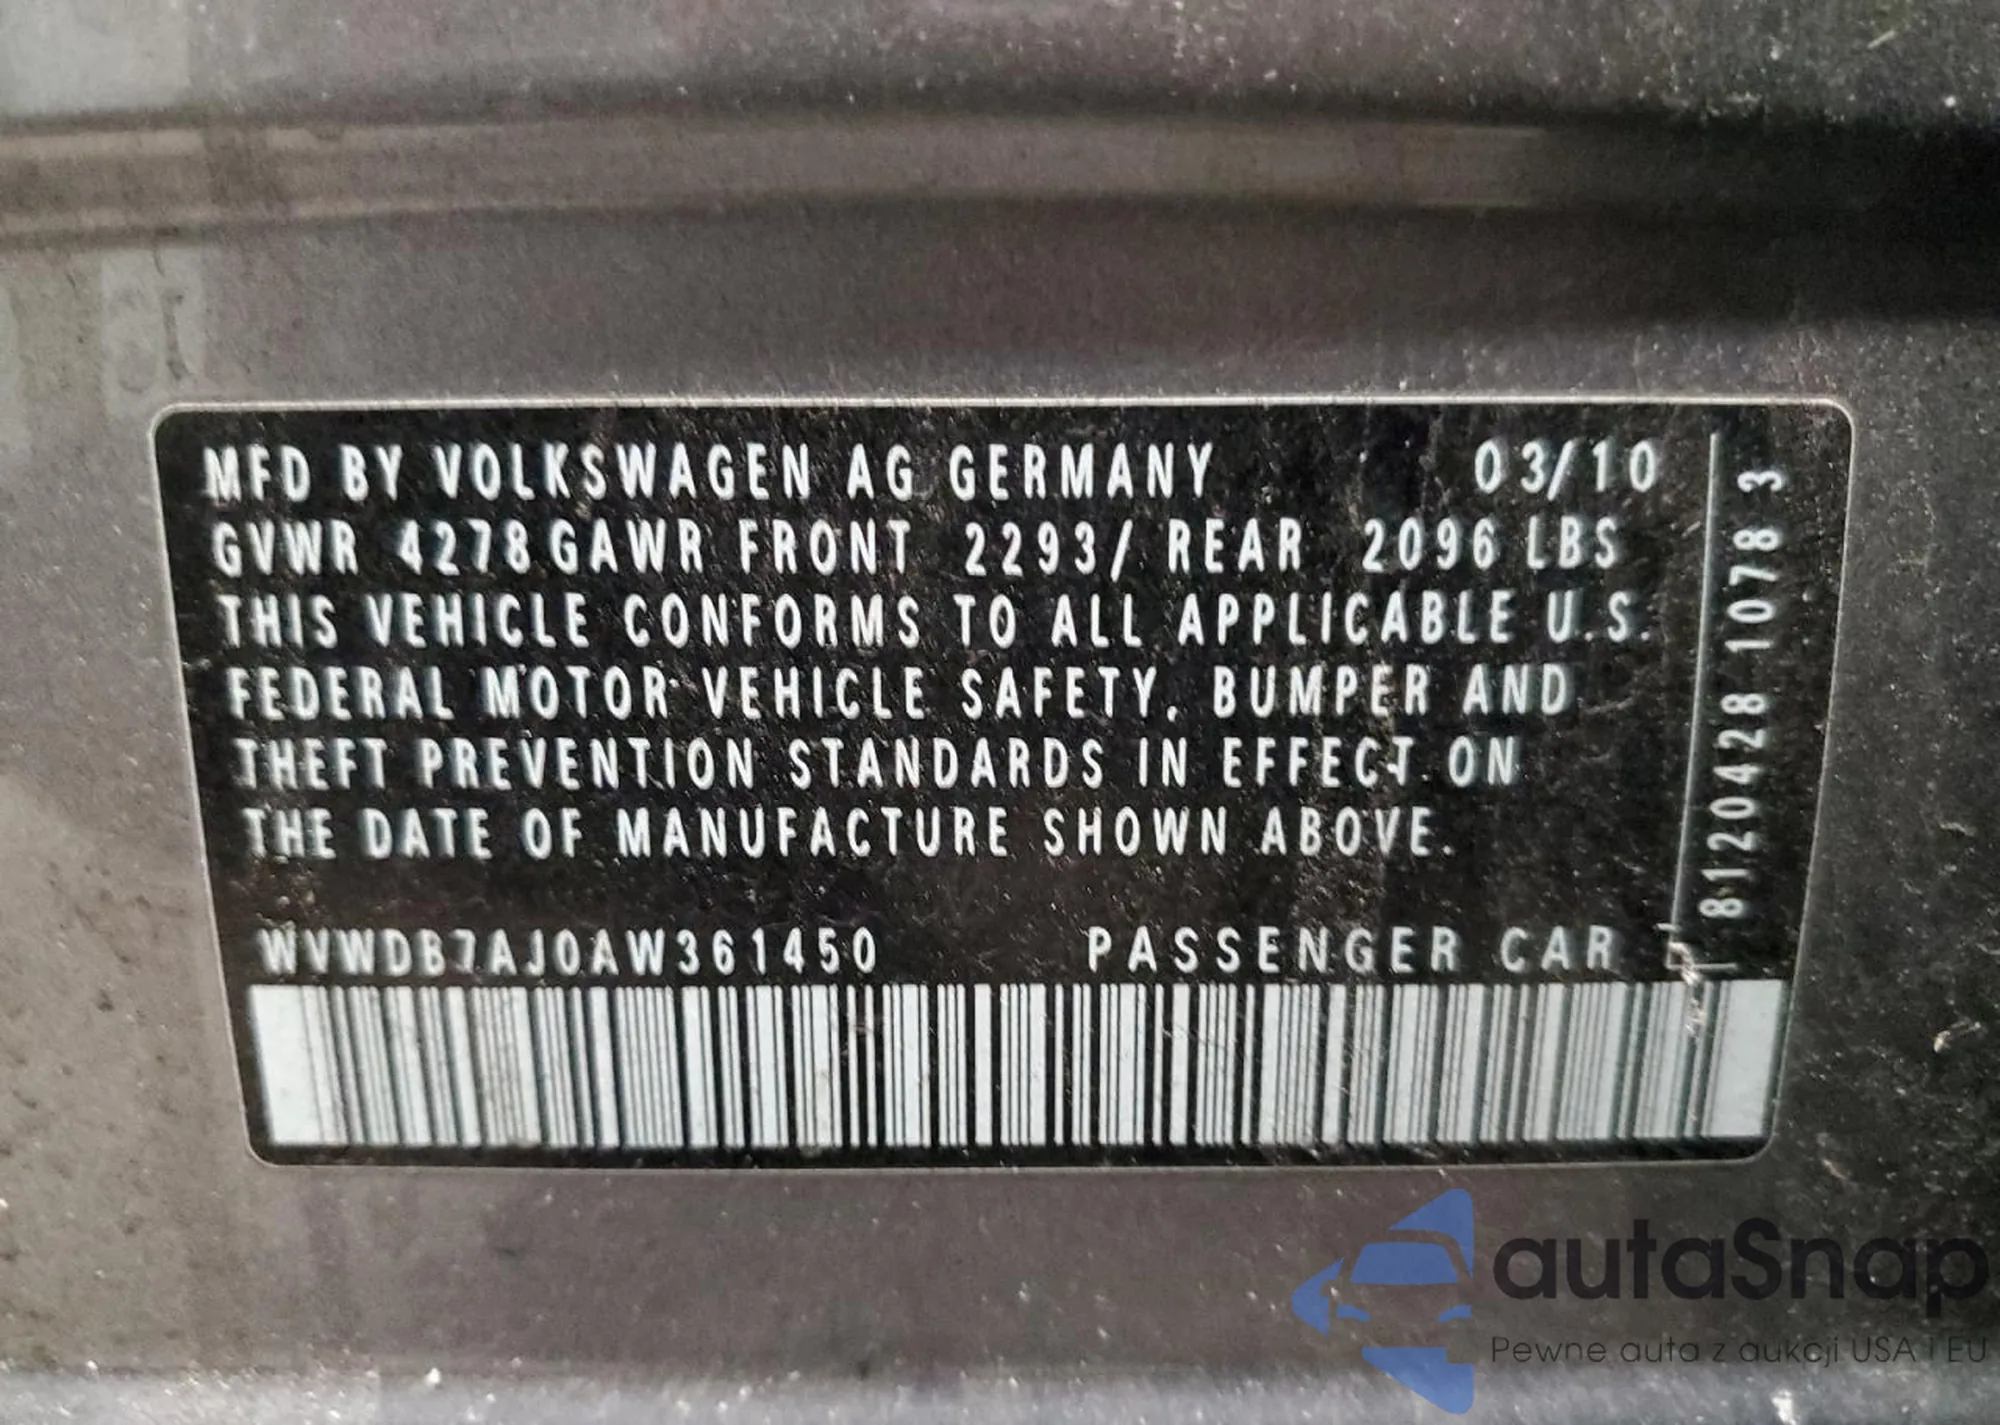 MFD BY VOLKSWAGEN AG GERMANY 03/10
GVWR 4278 GAWR FRONT 2293/ REAR 2096 LBS
THIS VEHICLE CONFORMS TO ALL APPLICABLE U.S.
FEDERAL MOTOR VEHICLE SAFETY, BUMPER AND
THEFT PREVENTION STANDARDS IN EFFECT ON
THE DATE OF MANUFACTURE SHOWN ABOVE.
WVWDB7AJ0AW361450 PASSENGER CAR
81204281078 3
autaSnap
Pewne auta z aukcji USA i EU